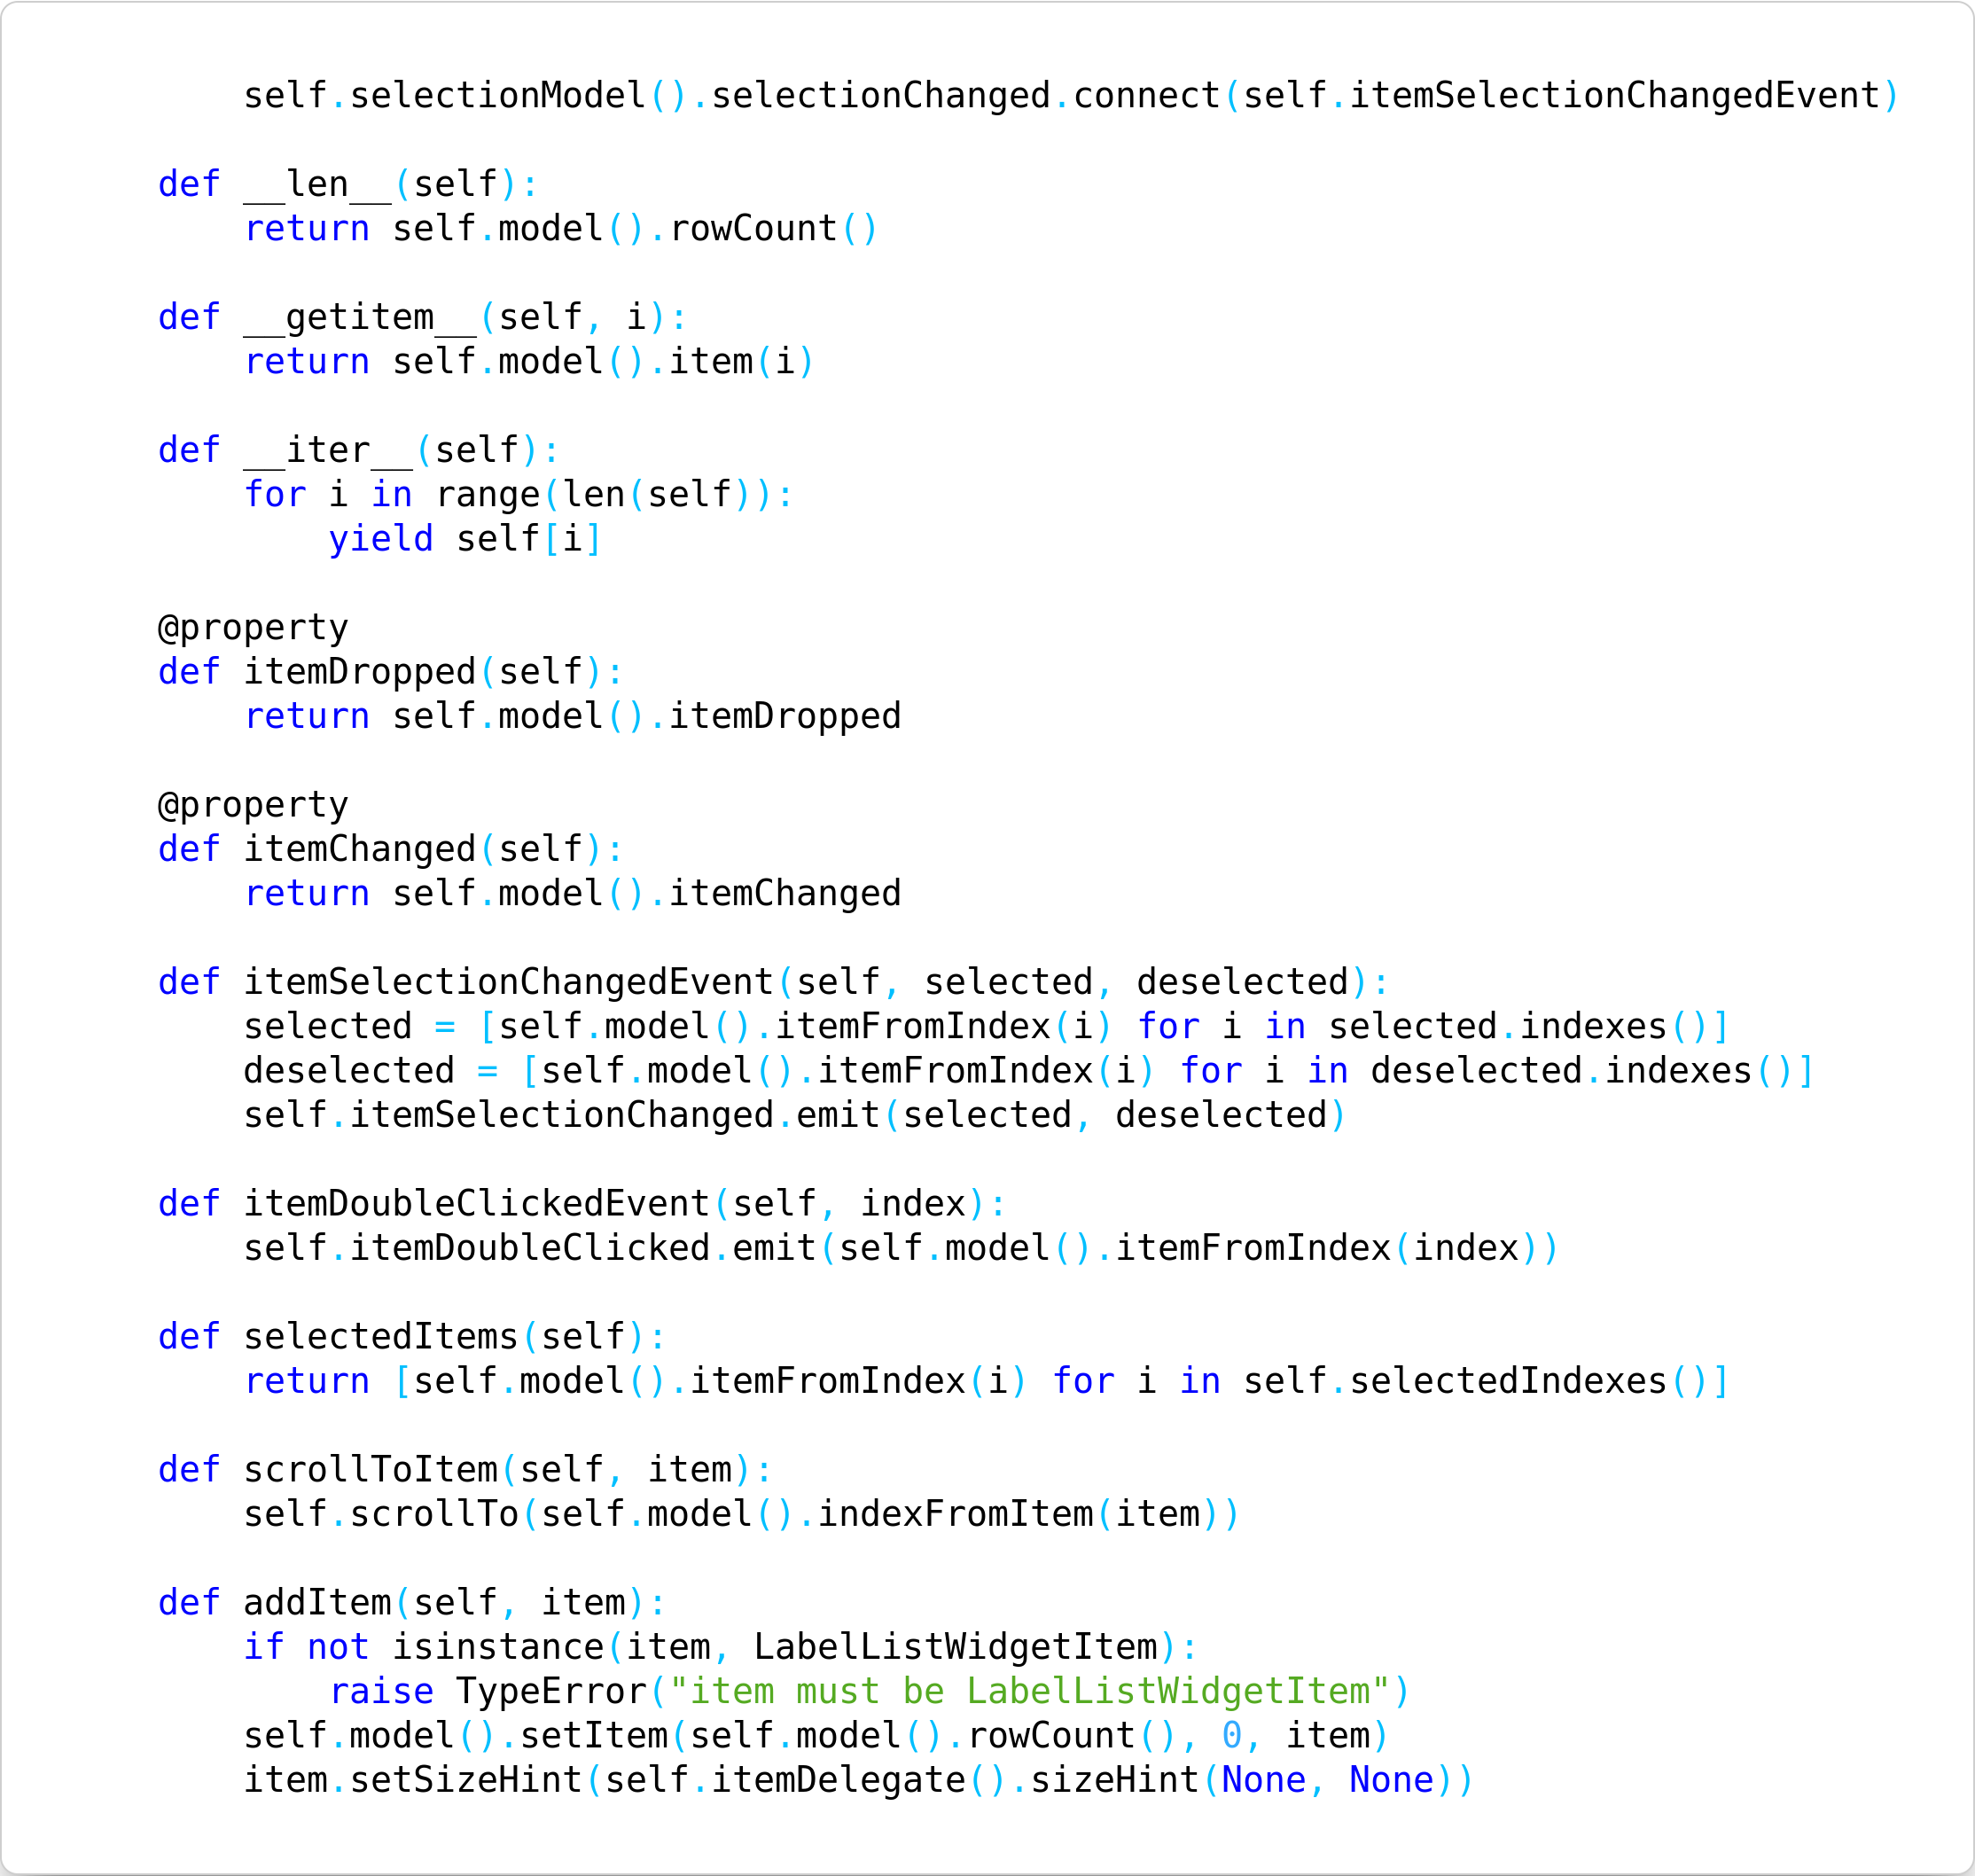 self.selectionModel().selectionChanged.connect(self.itemSelectionChangedEvent)

    def __len__(self):
        return self.model().rowCount()

    def __getitem__(self, i):
        return self.model().item(i)

    def __iter__(self):
        for i in range(len(self)):
            yield self[i]

    @property
    def itemDropped(self):
        return self.model().itemDropped

    @property
    def itemChanged(self):
        return self.model().itemChanged

    def itemSelectionChangedEvent(self, selected, deselected):
        selected = [self.model().itemFromIndex(i) for i in selected.indexes()]
        deselected = [self.model().itemFromIndex(i) for i in deselected.indexes()]
        self.itemSelectionChanged.emit(selected, deselected)

    def itemDoubleClickedEvent(self, index):
        self.itemDoubleClicked.emit(self.model().itemFromIndex(index))

    def selectedItems(self):
        return [self.model().itemFromIndex(i) for i in self.selectedIndexes()]

    def scrollToItem(self, item):
        self.scrollTo(self.model().indexFromItem(item))

    def addItem(self, item):
        if not isinstance(item, LabelListWidgetItem):
            raise TypeError("item must be LabelListWidgetItem")
        self.model().setItem(self.model().rowCount(), 0, item)
        item.setSizeHint(self.itemDelegate().sizeHint(None, None))